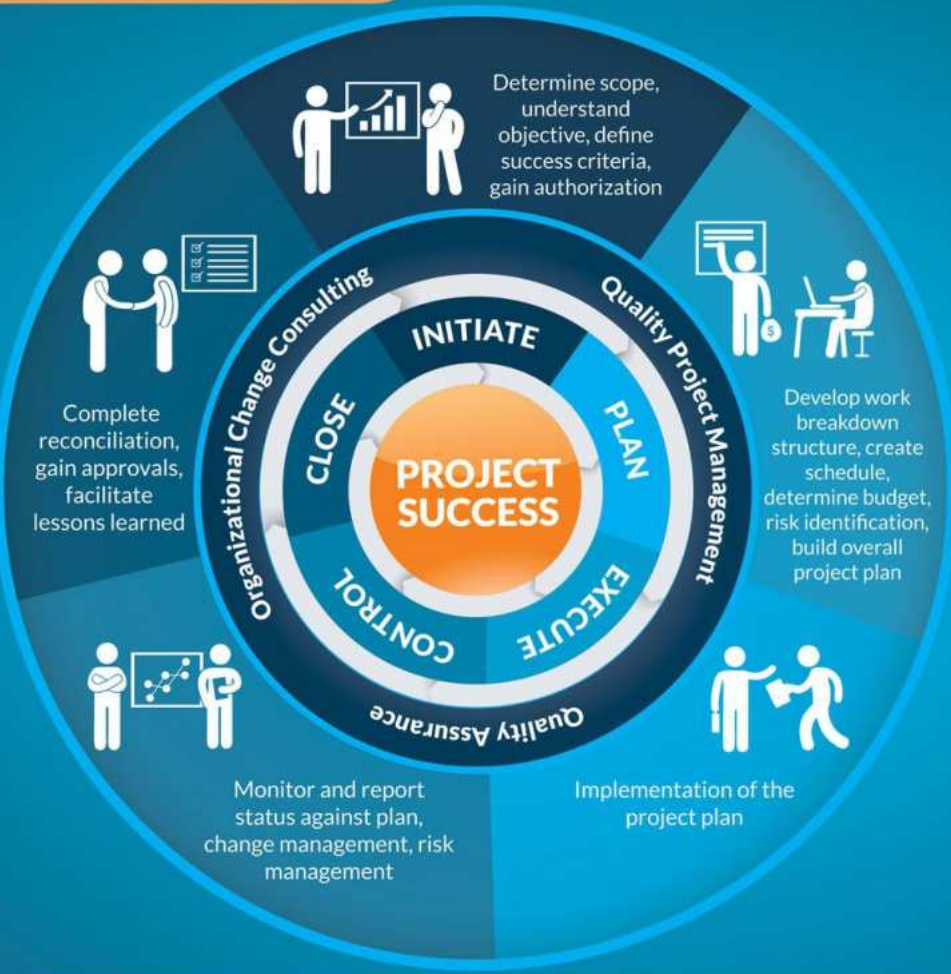 Determine scope,
understand
objective, define
success criteria,
gain authorization
Develop work
breakdown
structure, create
schedule,
determine budget,
risk identification,
build overall
project plan
Implementation of the
project plan
Monitor and report
status against plan,
change management, risk
management
Complete
reconciliation,
gain approvals,
facilitate
lessons learned
Organizational Change Consulting
Quality Project Management
Quality Assurance
INITIATE
PLAN
EXECUTE
CONTROL
CLOSE
PROJECT
SUCCESS
$